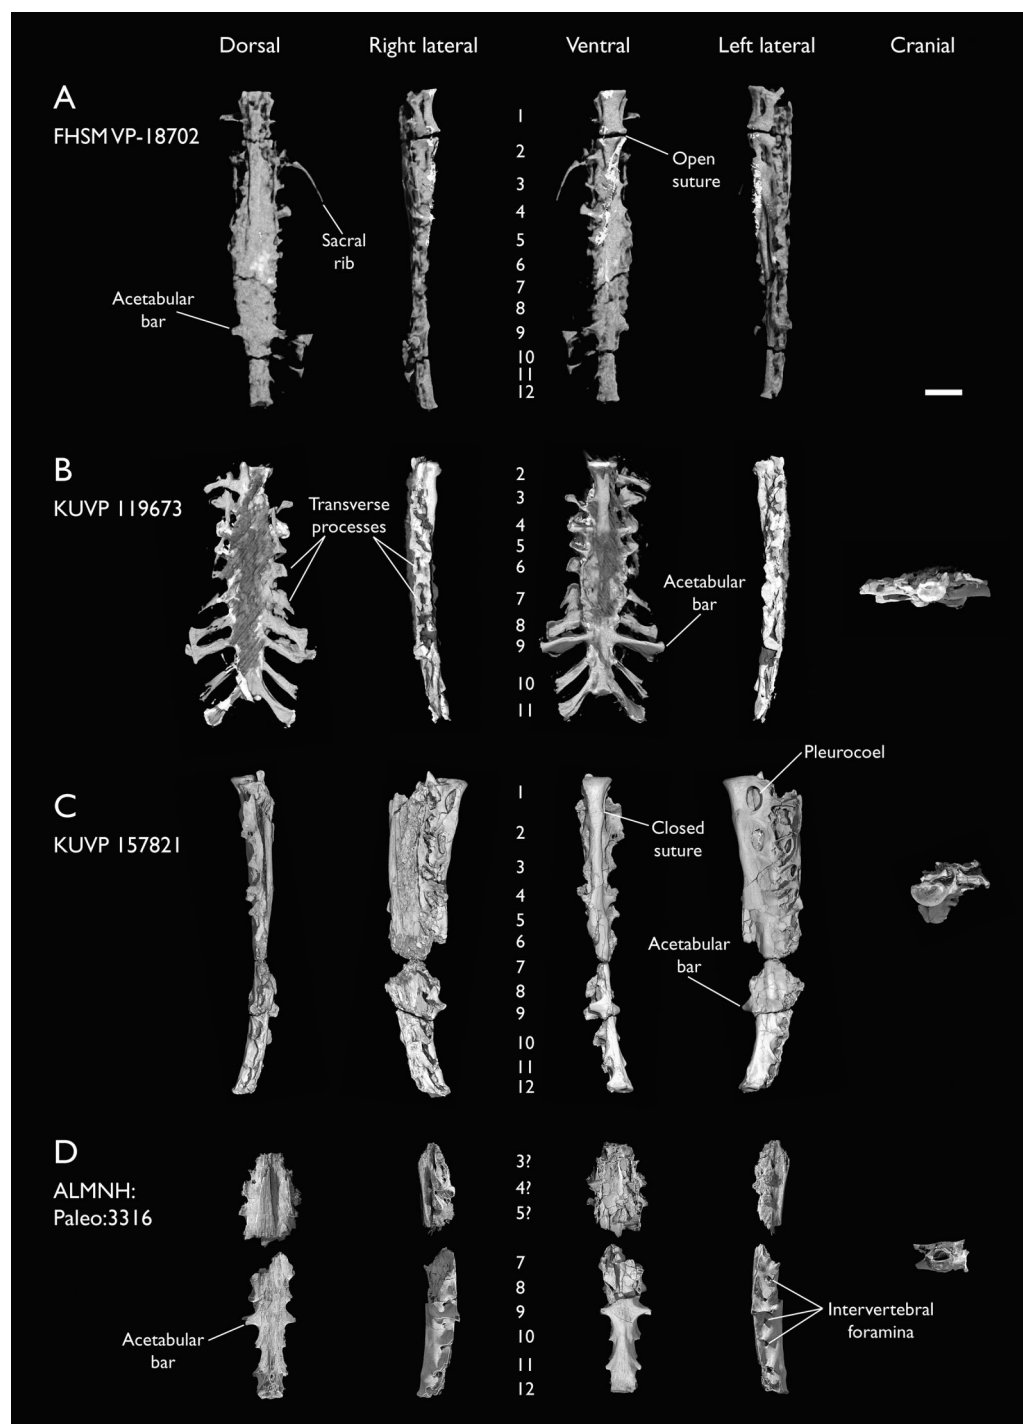 Dorsal Right lateral Ventral Left lateral Cranial
A
FHSM VP-18702
1
2
3
4
5
6
7
8
9
10
11
12
Open
suture
Sacral
rib
Acetabular
bar
B
KUVP 119673
2
3
4
5
6
7
8
9
10
11
Transverse
processes
Acetabular
bar
C
KUVP 157821
1
2
3
4
5
6
7
8
9
10
11
12
Pleurocoel
Closed
suture
Acetabular
bar
D
ALMNH:
Paleo:3316
3?
4?
5?
7
8
9
10
11
12
Acetabular
bar
Intervertebral
foramina